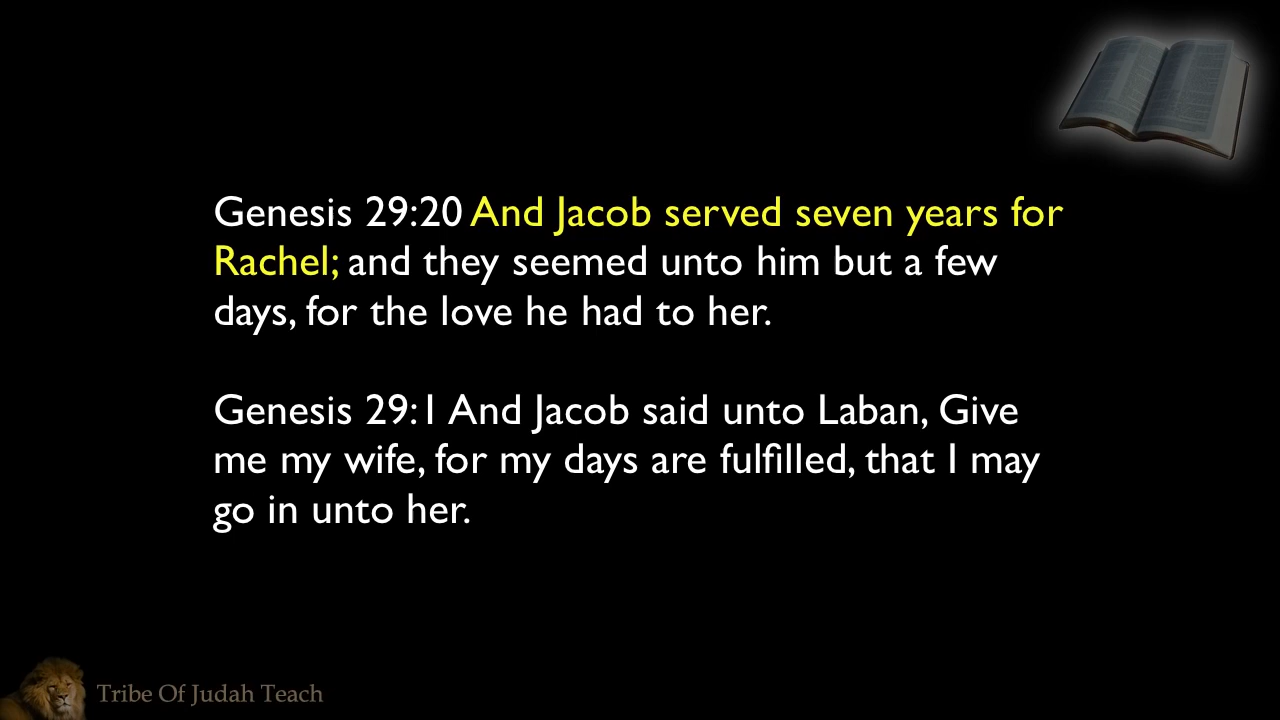 Genesis 29:20 And Jacob served seven years for
Rachel; and they seemed unto him but a few
days, for the love he had to her.
Genesis 29:1 And Jacob said unto Laban, Give
me my wife, for my days are fulfilled, that I may
go in unto her.
Tribe Of Judah Teach